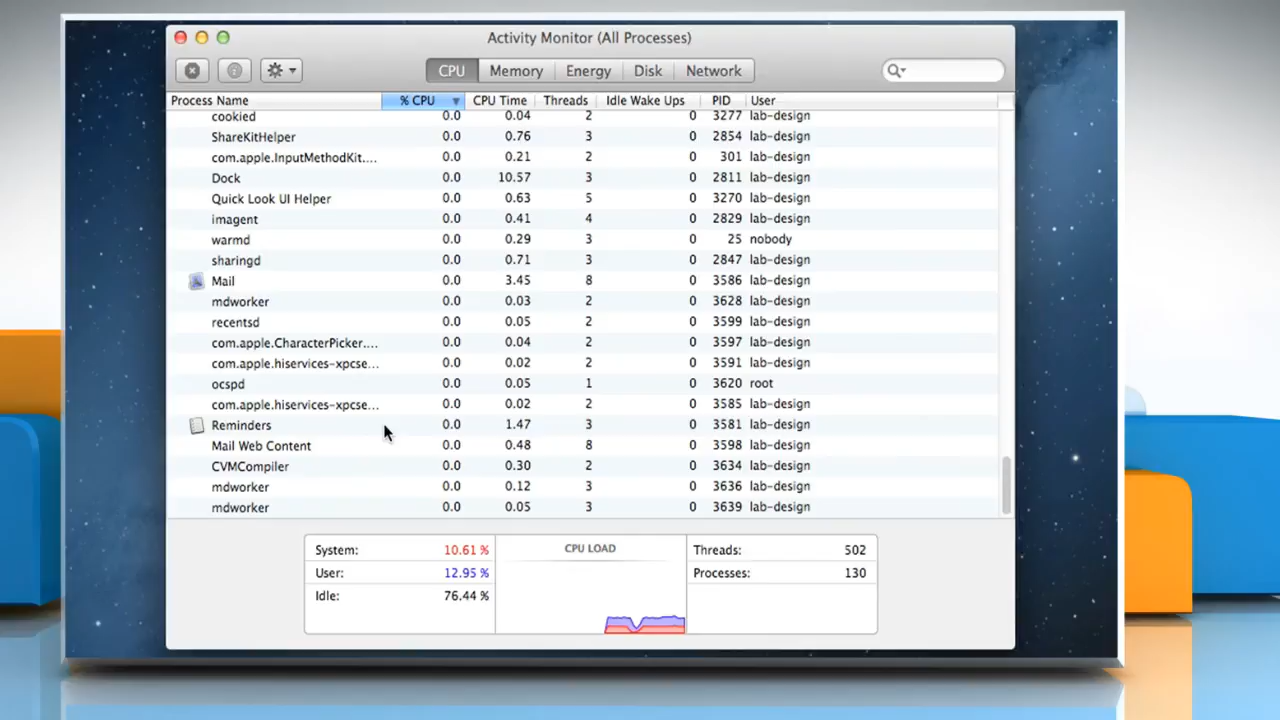 Activity Monitor (All Processes)
CPU Memory Energy Disk Network
Process Name % CPU CPU Time Threads Idle Wake Ups PID User
cookied 0.0 0.04 2 0 3277 lab-design
ShareKitHelper 0.0 0.76 3 0 2854 lab-design
com.apple.InputMethodKit.... 0.0 0.21 2 0 301 lab-design
Dock 0.0 10.57 3 0 2811 lab-design
Quick Look UI Helper 0.0 0.63 5 0 3270 lab-design
imagent 0.0 0.41 4 0 2829 lab-design
warmd 0.0 0.29 3 0 25 nobody
sharingd 0.0 0.71 3 0 2847 lab-design
Mail 0.0 3.45 8 0 3586 lab-design
mdworker 0.0 0.03 2 0 3628 lab-design
recentsd 0.0 0.05 2 0 3599 lab-design
com.apple.CharacterPicker.... 0.0 0.04 2 0 3597 lab-design
com.apple.hiservices-xpcse... 0.0 0.02 2 0 3591 lab-design
ocspd 0.0 0.05 1 0 3620 root
com.apple.hiservices-xpcse... 0.0 0.02 2 0 3585 lab-design
Reminders 0.0 1.47 3 0 3581 lab-design
Mail Web Content 0.0 0.48 8 0 3598 lab-design
CVMCompiler 0.0 0.30 2 0 3634 lab-design
mdworker 0.0 0.12 3 0 3636 lab-design
mdworker 0.0 0.05 3 0 3639 lab-design
System: 10.61 % CPU LOAD Threads: 502
User: 12.95 % Processes: 130
Idle: 76.44 %